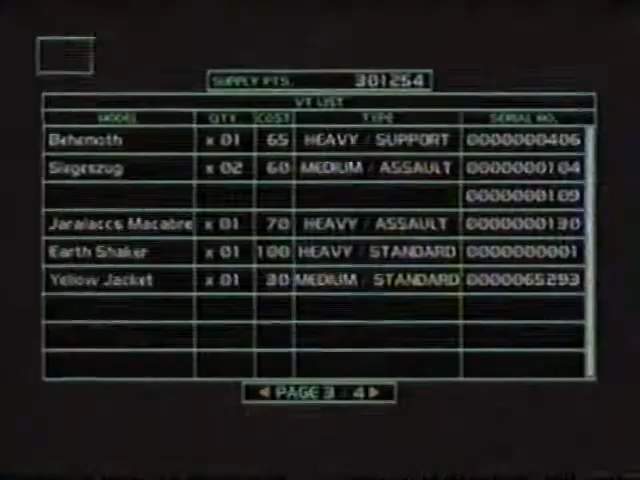 SUPPLY PTS. 301254
VT LIST
MODEL QTY COST TYPE SERIAL NO.
Behemoth x 01 65 HEAVY / SUPPORT 0000000406
Siegeszug x 02 60 MEDIUM / ASSAULT 0000000104
0000000109
Jaralaccs Macabre x 01 70 HEAVY / ASSAULT 0000000130
Earth Shaker x 01 100 HEAVY / STANDARD 0000000001
Yellow Jacket x 01 30 MEDIUM / STANDARD 0000065293
◄ PAGE 3 / 4 ►